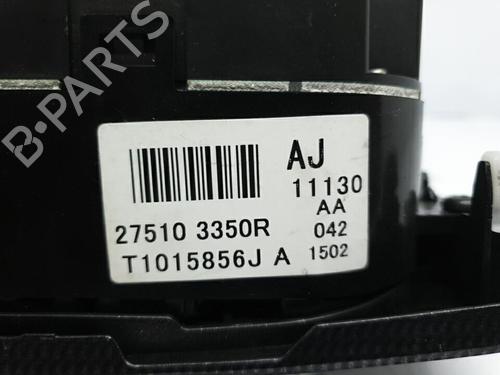 B-PARTS
AJ
11130
AA
27510 3350R 042
T1015856J A 1502